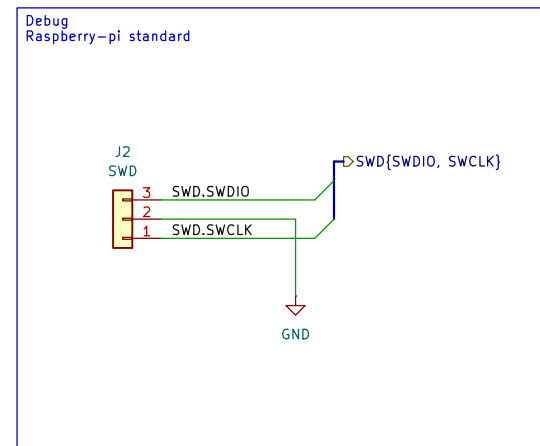 Debug
Raspberry-pi standard
J2
SWD
3 SWD.SWDIO
2
1 SWD.SWCLK
SWD{SWDIO, SWCLK}
GND